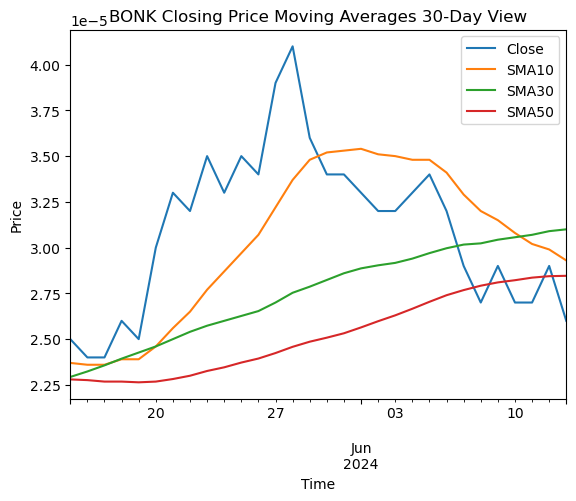 BONK Closing Price Moving Averages 30-Day View
1e−5
Close
SMA10
SMA30
SMA50
4.00
3.75
3.50
3.25
3.00
2.75
2.50
2.25
Price
20
27
03
10
Jun
2024
Time